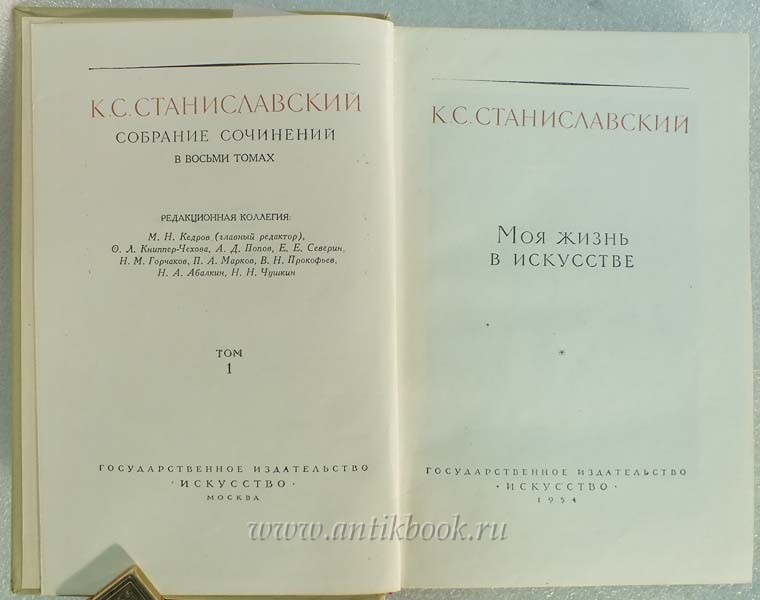 К.С.СТАНИСЛАВСКИЙ
СОБРАНИЕ СОЧИНЕНИЙ
В ВОСЬМИ ТОМАХ
РЕДАКЦИОННАЯ КОЛЛЕГИЯ:
М. Н. Кедров (главный редактор),
О. Л. Книппер-Чехова, А. Д. Попов, Е. Е. Северин,
Н. М. Горчаков, П. А. Марков, В. Н. Прокофьев,
Н. А. Абалкин, Н. Н. Чушкин
ТОМ
1
ГОСУДАРСТВЕННОЕ ИЗДАТЕЛЬСТВО
·ИСКУССТВО·
МОСКВА
К.С.СТАНИСЛАВСКИЙ
Моя жизнь
в искусстве
*
ГОСУДАРСТВЕННОЕ ИЗДАТЕЛЬСТВО
·ИСКУССТВО·
1954
www.antikbook.ru